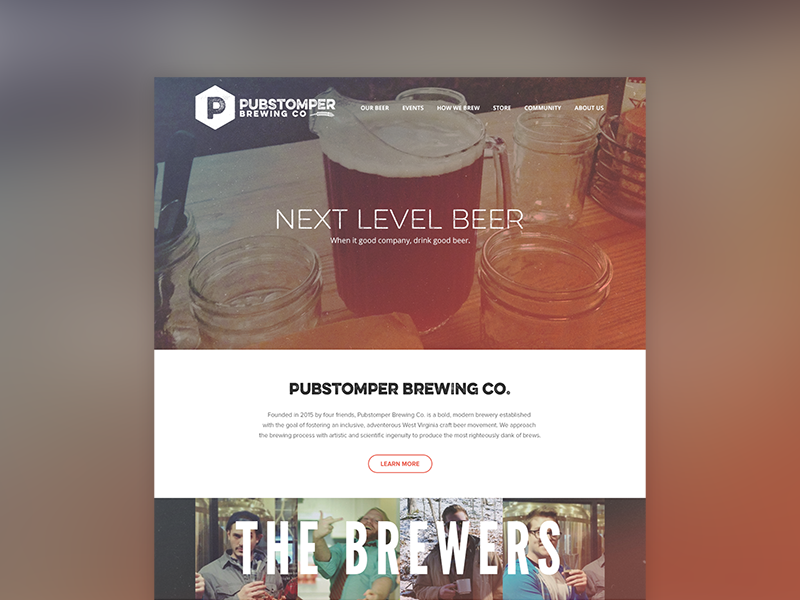 P PUBSTOMPER
BREWING CO
OUR BEER EVENTS HOW WE BREW STORE COMMUNITY ABOUT US
NEXT LEVEL BEER
When it good company, drink good beer.
PUBSTOMPER BREWING CO.
Founded in 2015 by four friends, Pubstomper Brewing Co. is a bold, modern brewery established
with the goal of fostering an inclusive, adventerous West Virginia craft beer movement. We approach
the brewing process with artistic and scientific ingenuity to produce the most righteously dank of brews.
LEARN MORE
THE BREWERS